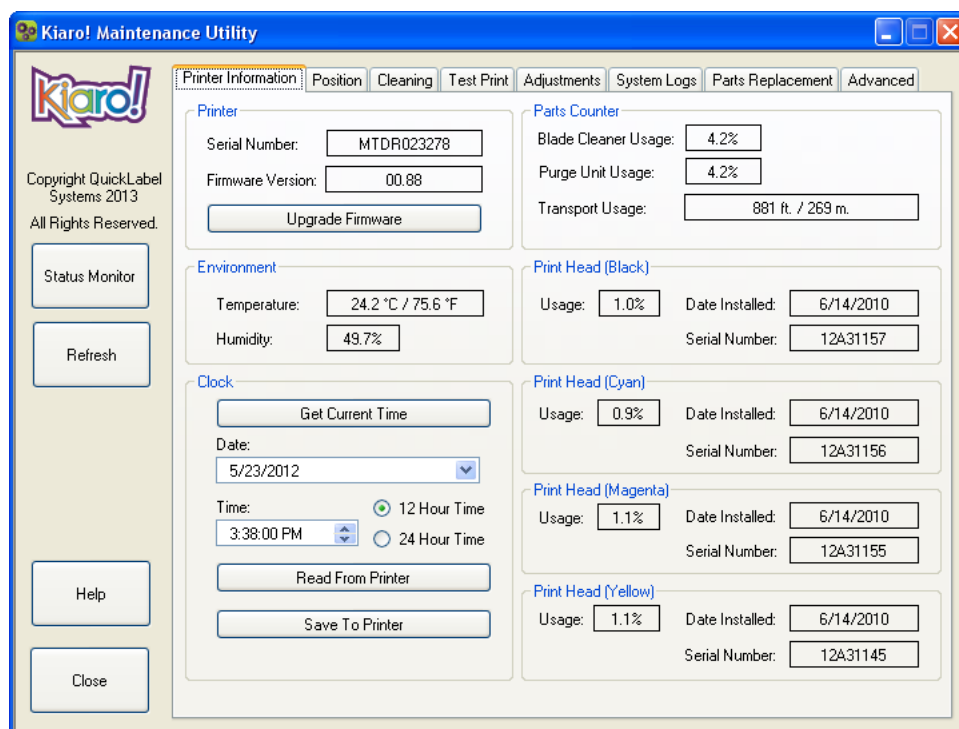 Kiaro! Maintenance Utility
Kiaro!
Copyright QuickLabel
Systems 2013
All Rights Reserved.
Status Monitor
Refresh
Help
Close
Printer Information Position Cleaning Test Print Adjustments System Logs Parts Replacement Advanced
Printer
Serial Number: MTDR023278
Firmware Version: 00.88
Upgrade Firmware
Environment
Temperature: 24.2 °C / 75.6 °F
Humidity: 49.7%
Clock
Get Current Time
Date:
5/23/2012
Time:
3:38:00 PM
12 Hour Time
24 Hour Time
Read From Printer
Save To Printer
Parts Counter
Blade Cleaner Usage: 4.2%
Purge Unit Usage: 4.2%
Transport Usage: 881 ft. / 269 m.
Print Head (Black)
Usage: 1.0% Date Installed: 6/14/2010
Serial Number: 12A31157
Print Head (Cyan)
Usage: 0.9% Date Installed: 6/14/2010
Serial Number: 12A31156
Print Head (Magenta)
Usage: 1.1% Date Installed: 6/14/2010
Serial Number: 12A31155
Print Head (Yellow)
Usage: 1.1% Date Installed: 6/14/2010
Serial Number: 12A31145